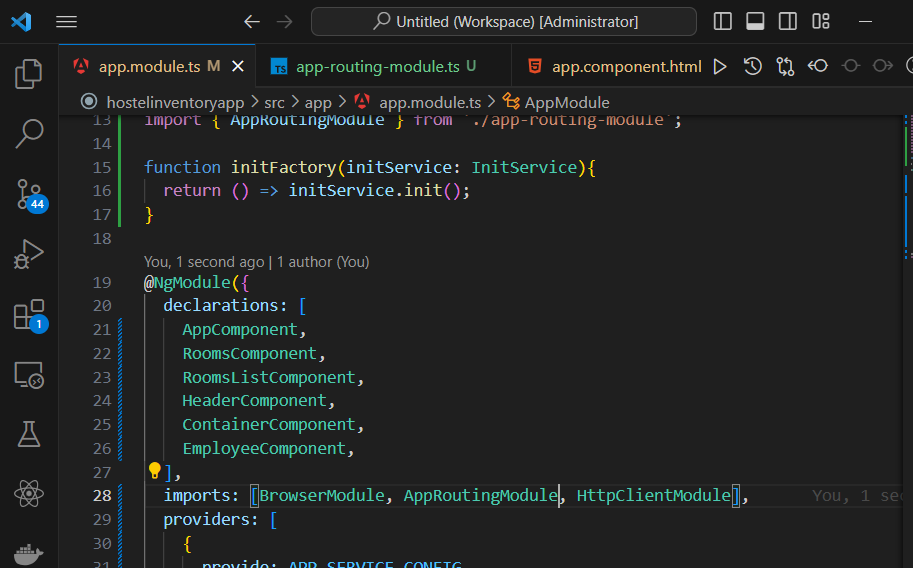 Untitled (Workspace) [Administrator]
app.module.ts M
TS app-routing-module.ts U
app.component.html
hostelinventoryapp > src > app > app.module.ts > AppModule
13 import { AppRoutingModule } from './app-routing-module';
14
15 function initFactory(initService: InitService){
16 return () => initService.init();
17 }
18
You, 1 second ago | 1 author (You)
19 @NgModule({
20 declarations: [
21 AppComponent,
22 RoomsComponent,
23 RoomsListComponent,
24 HeaderComponent,
25 ContainerComponent,
26 EmployeeComponent,
27 ],
28 imports: [BrowserModule, AppRoutingModule, HttpClientModule], You, 1 sec
29 providers: [
30 {
31 provide: APP_SERVICE_CONFIG
44
1